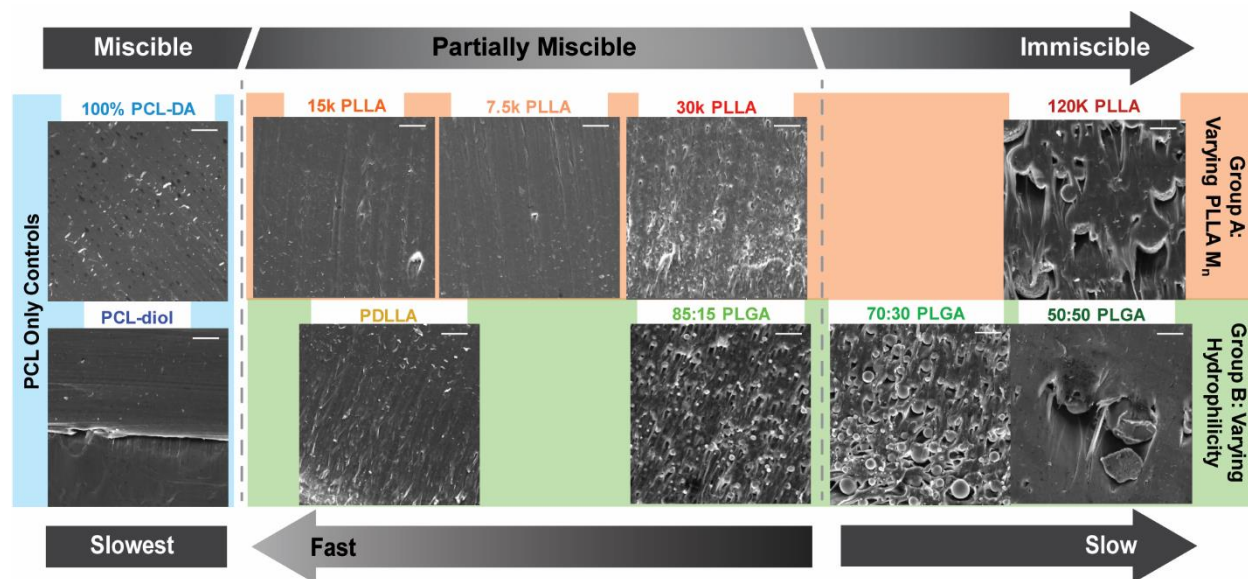 Miscible
Partially Miscible
Immiscible
100% PCL-DA
15k PLLA
7.5k PLLA
30k PLLA
120K PLLA
PCL Only Controls
Group A:
Varying PLLA Mn
PCL-diol
PDLLA
85:15 PLGA
70:30 PLGA
50:50 PLGA
Group B: Varying
Hydrophilicity
Slowest
Fast
Slow